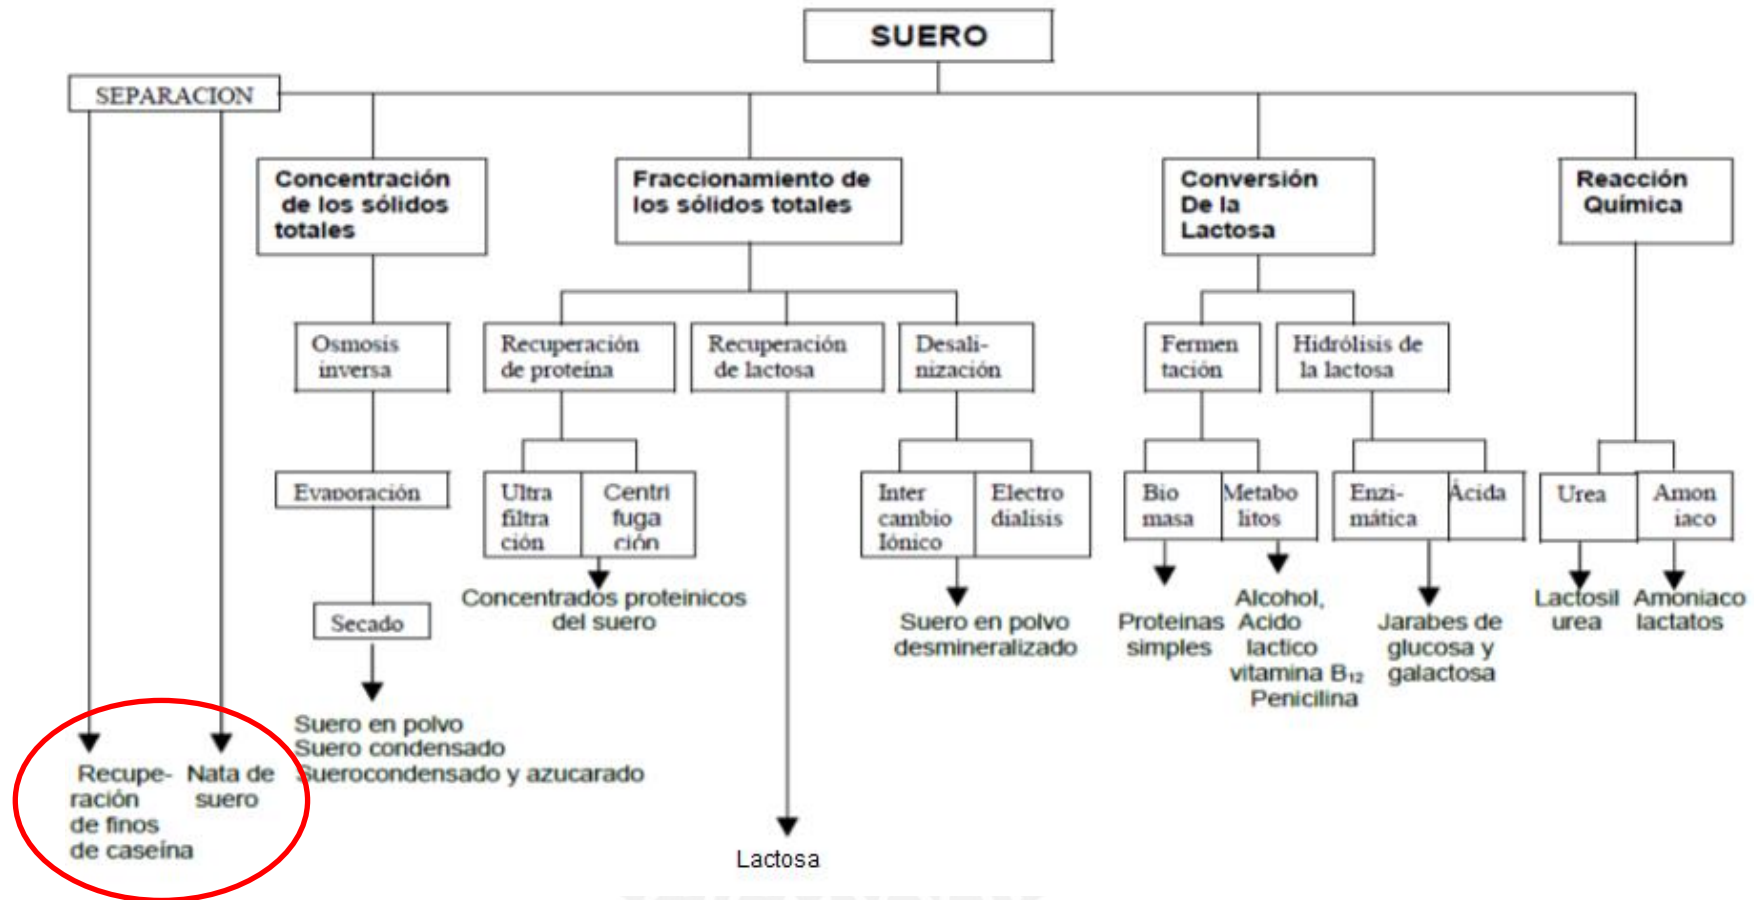 SUERO
SEPARACION
Concentración
de los sólidos
totales
Fraccionamiento de
los sólidos totales
Conversión
De la
Lactosa
Reacción
Química
Osmosis
inversa
Recuperación
de proteína
Recuperación
de lactosa
Desali-
nización
Fermen
tación
Hidrólisis de
la lactosa
Evaporación
Ultra
filtra
ción
Centri
fuga
ción
Inter
cambio
Iónico
Electro
dialisis
Bio
masa
Metabo
litos
Enzi-
mática
Ácida
Urea
Amon
iaco
Secado
Concentrados proteinicos
del suero
Suero en polvo
desmineralizado
Proteinas
simples
Alcohol,
Acido
lactico
vitamina B₁₂
Penicilina
Jarabes de
glucosa y
galactosa
Lactosil
urea
Amoniaco
lactatos
Suero en polvo
Suero condensado
Suerocondensado y azucarado
Recupe-
ración
de finos
de caseína
Nata de
suero
Lactosa